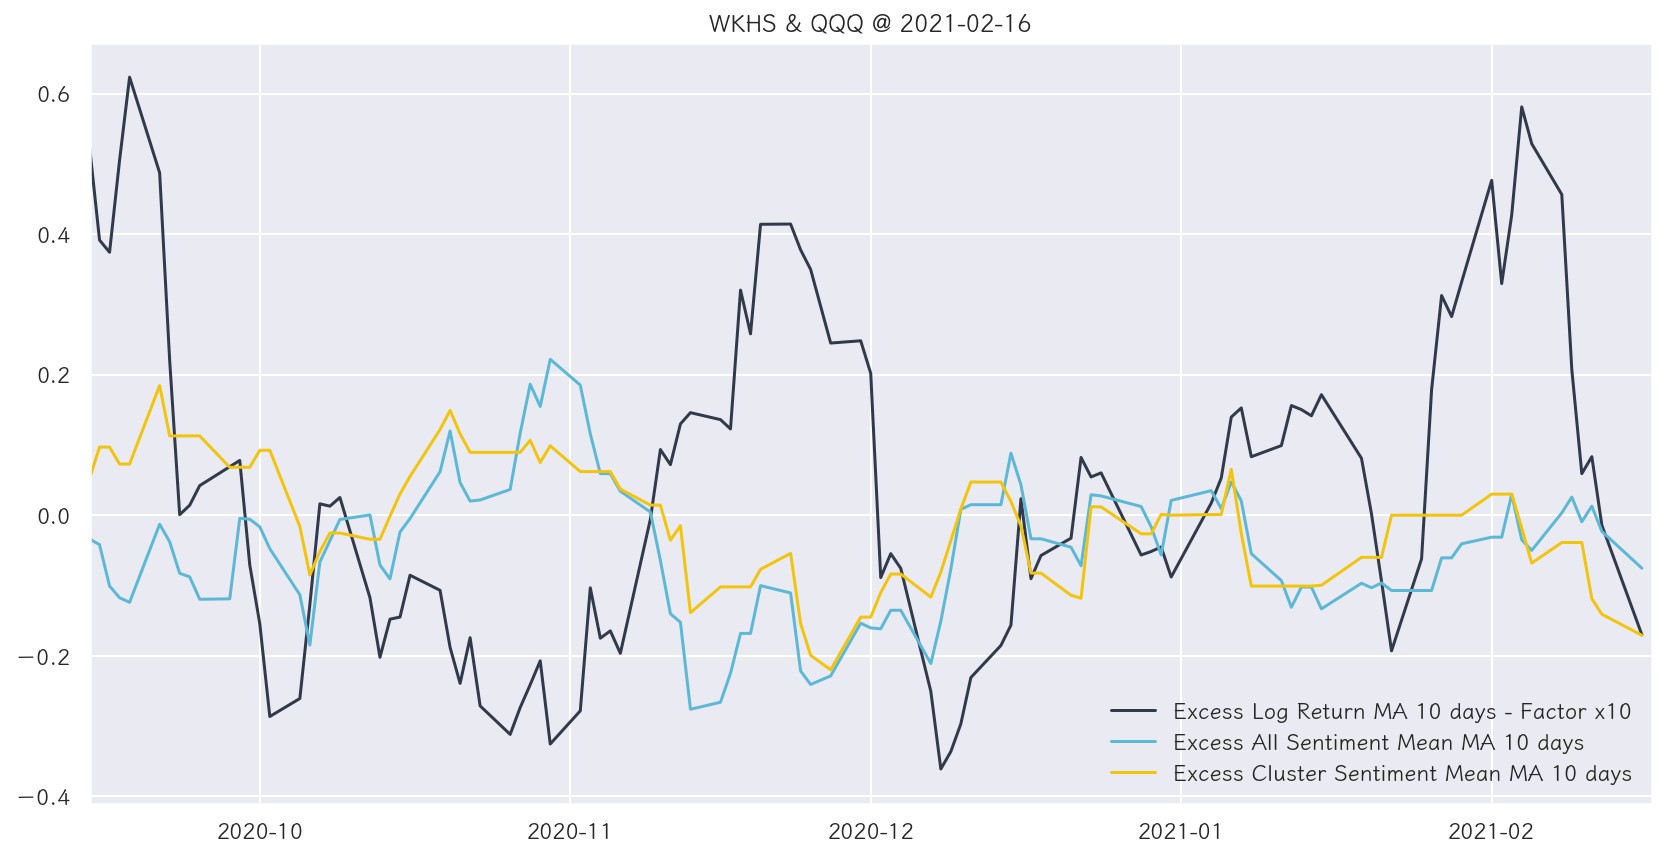 WKHS & QQQ @ 2021-02-16
0.6
0.4
0.2
0.0
−0.2
−0.4
Excess Log Return MA 10 days - Factor x10
Excess All Sentiment Mean MA 10 days
Excess Cluster Sentiment Mean MA 10 days
2020-10 2020-11 2020-12 2021-01 2021-02